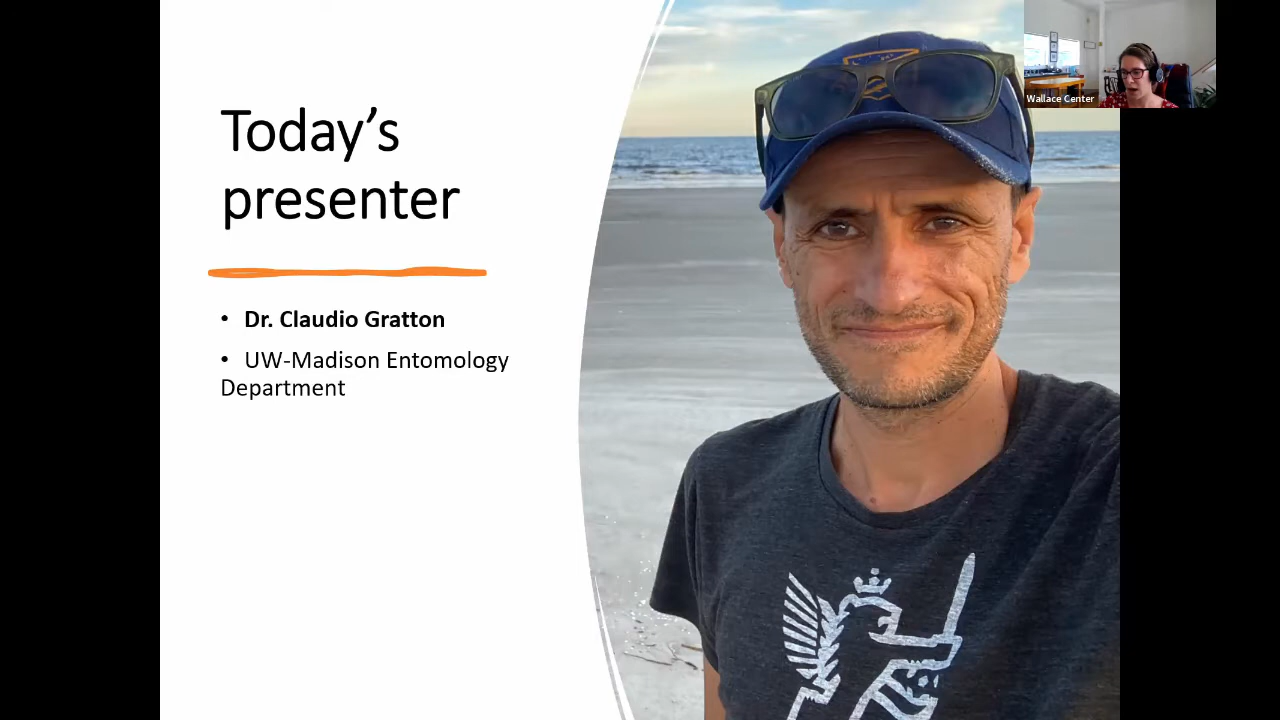 Today’s
presenter
• Dr. Claudio Gratton
• UW-Madison Entomology
Department
Wallace Center